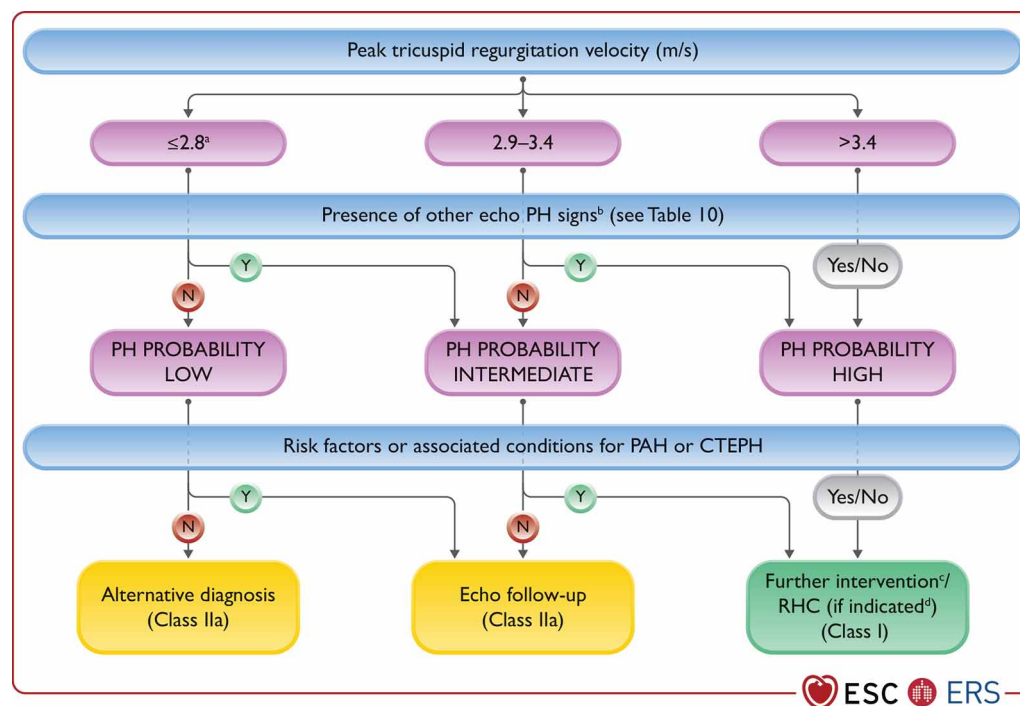 Peak tricuspid regurgitation velocity (m/s)
≤2.8ᵃ
2.9–3.4
>3.4
Presence of other echo PH signsᵇ (see Table 10)
Y
Y
Yes/No
N
N
PH PROBABILITY
LOW
PH PROBABILITY
INTERMEDIATE
PH PROBABILITY
HIGH
Risk factors or associated conditions for PAH or CTEPH
Y
Y
Yes/No
N
N
Alternative diagnosis
(Class IIa)
Echo follow-up
(Class IIa)
Further interventionᶜ/
RHC (if indicatedᵈ)
(Class I)
ESC ERS